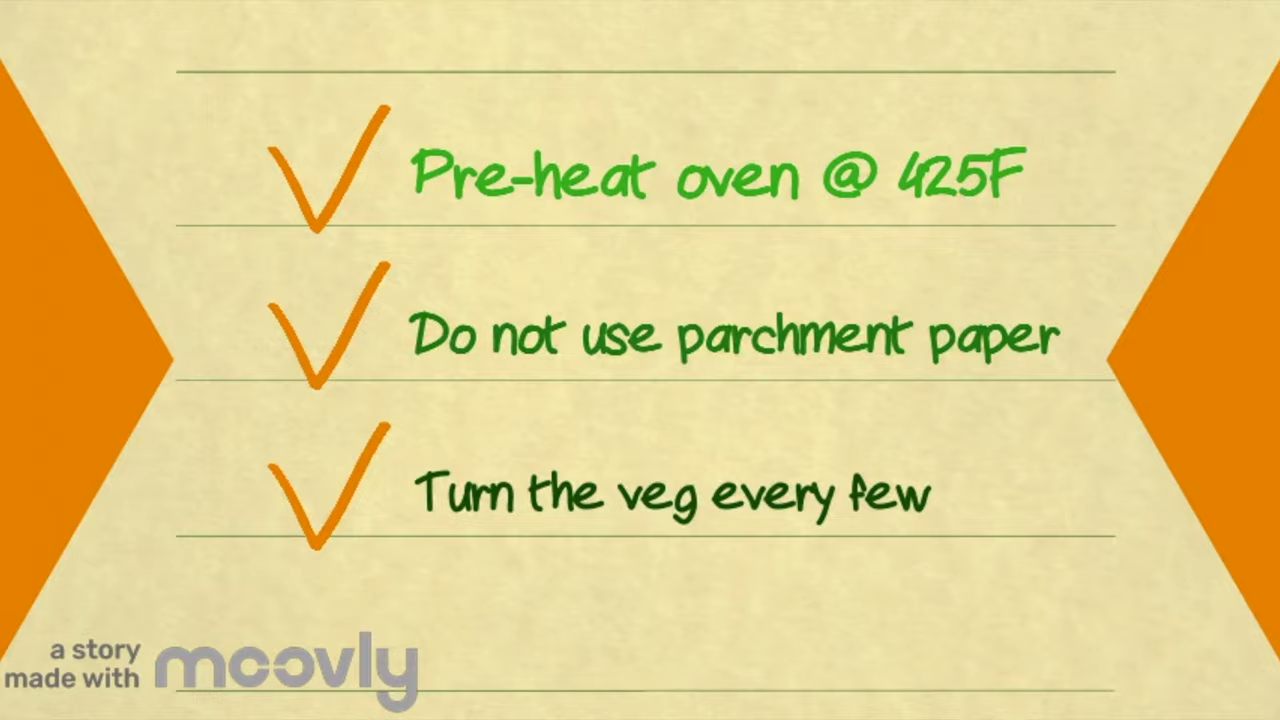 Pre-heat oven @ 425F
Do not use parchment paper
Turn the veg every few
a story
made with moovly